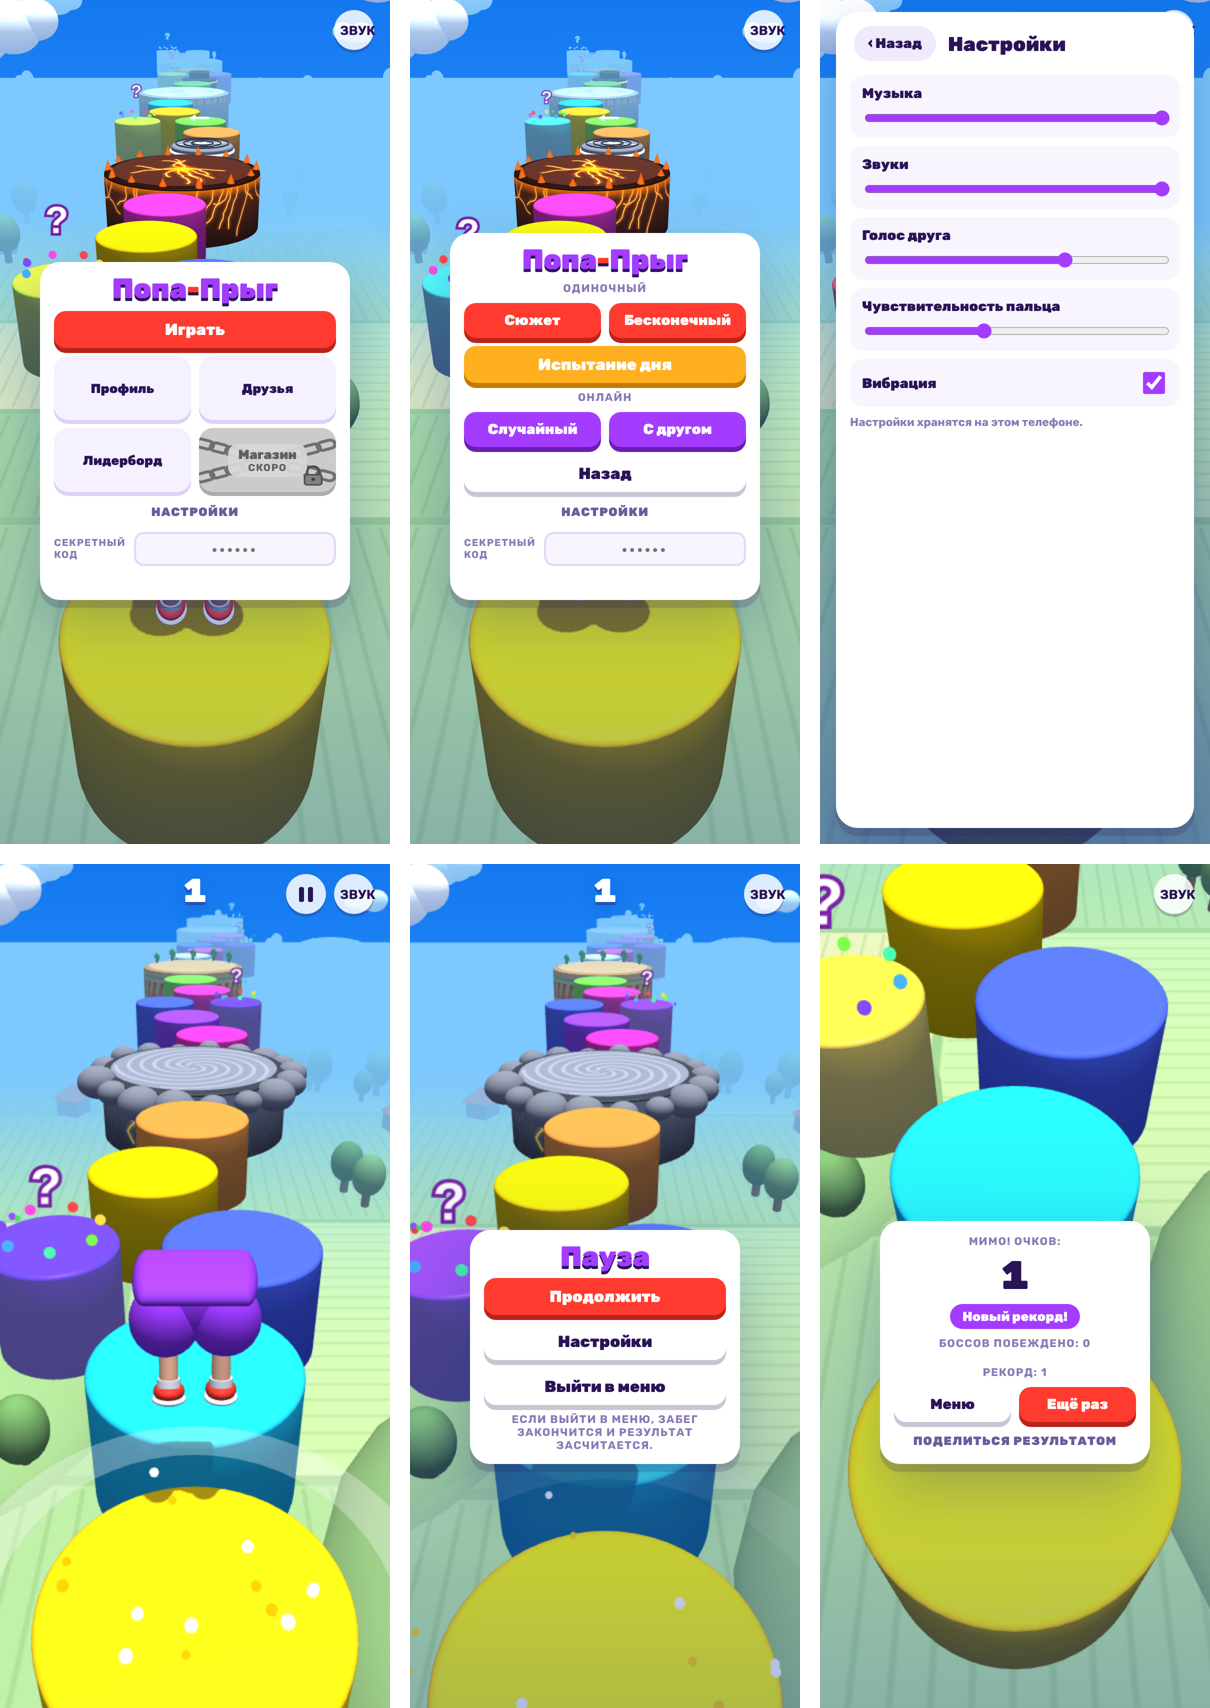 ЗВУК
?
?
Попа-Прыг
Играть
Профиль
Друзья
Лидерборд
Магазин
СКОРО
НАСТРОЙКИ
СЕКРЕТНЫЙ
КОД
••••••
ЗВУК
?
?
Попа-Прыг
ОДИНОЧНЫЙ
Сюжет
Бесконечный
Испытание дня
ОНЛАЙН
Случайный
С другом
Назад
НАСТРОЙКИ
СЕКРЕТНЫЙ
КОД
••••••
‹ Назад
Настройки
Музыка
Звуки
Голос друга
Чувствительность пальца
Вибрация
Настройки хранятся на этом телефоне.
1
ЗВУК
?
?
1
ЗВУК
?
?
Пауза
Продолжить
Настройки
Выйти в меню
ЕСЛИ ВЫЙТИ В МЕНЮ, ЗАБЕГ
ЗАКОНЧИТСЯ И РЕЗУЛЬТАТ
ЗАСЧИТАЕТСЯ.
ЗВУК
?
МИМО! ОЧКОВ:
1
Новый рекорд!
БОССОВ ПОБЕЖДЕНО: 0
РЕКОРД: 1
Меню
Ещё раз
ПОДЕЛИТЬСЯ РЕЗУЛЬТАТОМ